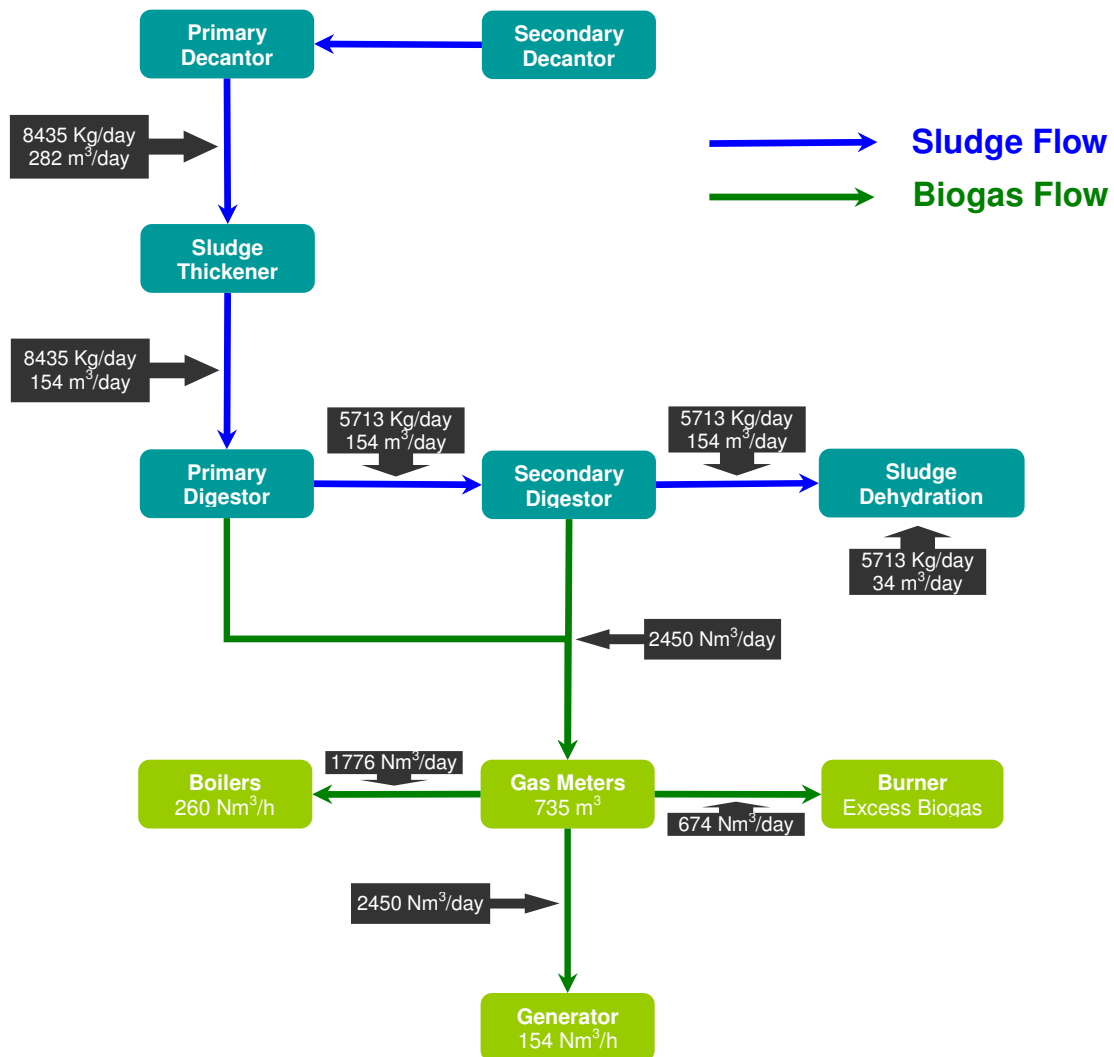 Primary
Decantor
Secondary
Decantor
8435 Kg/day
282 m³/day
Sludge Flow
Biogas Flow
Sludge
Thickener
8435 Kg/day
154 m³/day
5713 Kg/day
154 m³/day
5713 Kg/day
154 m³/day
Primary
Digestor
Secondary
Digestor
Sludge
Dehydration
5713 Kg/day
34 m³/day
2450 Nm³/day
1776 Nm³/day
Boilers
260 Nm³/h
Gas Meters
735 m³
Burner
Excess Biogas
674 Nm³/day
2450 Nm³/day
Generator
154 Nm³/h